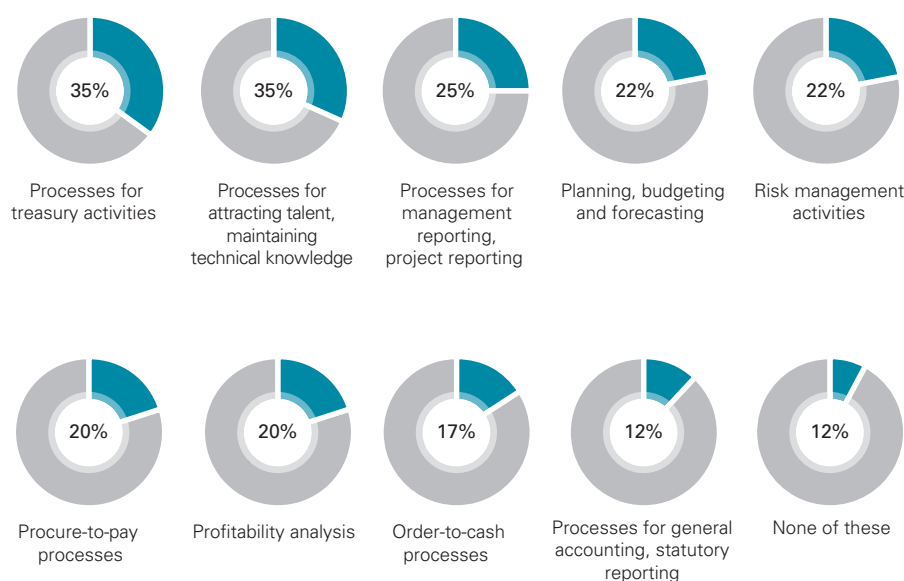 35%
35%
25%
22%
22%
Processes for
treasury activities
Processes for
attracting talent,
maintaining
technical knowledge
Processes for
management
reporting,
project reporting
Planning, budgeting
and forecasting
Risk management
activities
20%
20%
17%
12%
12%
Procure-to-pay
processes
Profitability analysis
Order-to-cash
processes
Processes for general
accounting, statutory
reporting
None of these